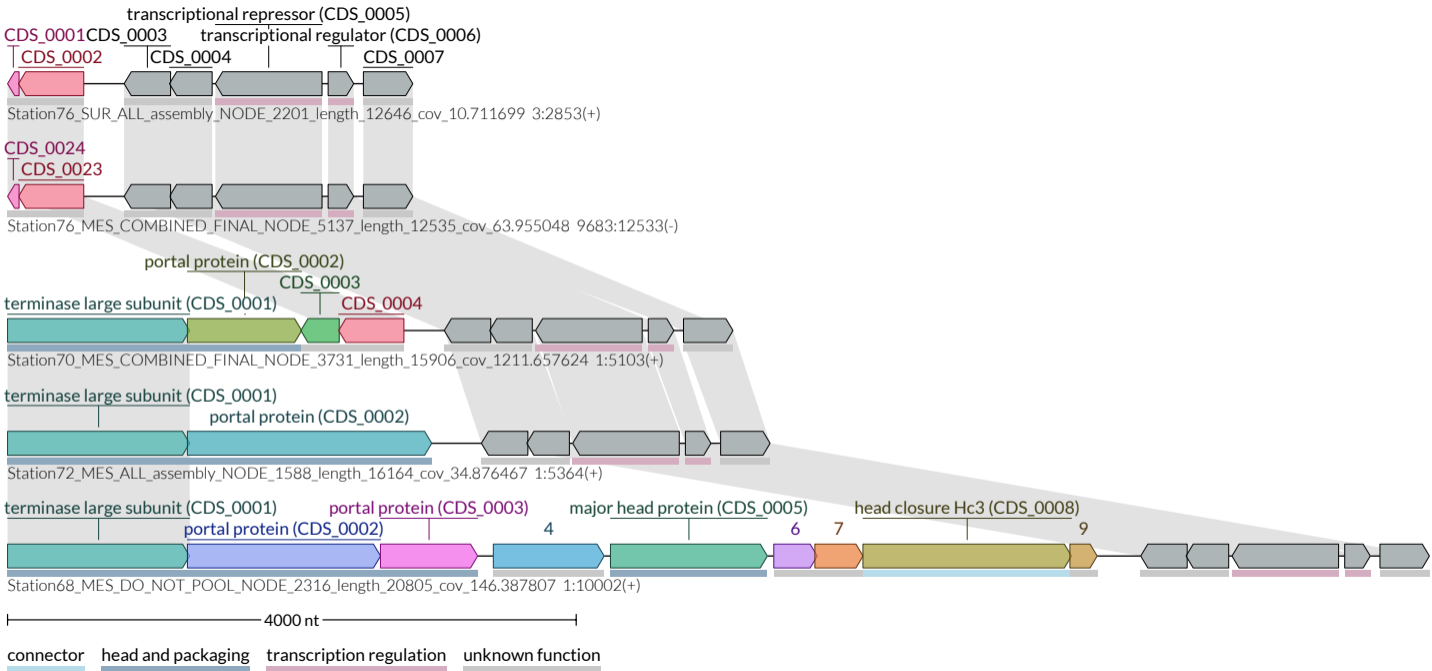 transcriptional repressor (CDS_0005)
CDS_0001 CDS_0003 transcriptional regulator (CDS_0006)
CDS_0002 CDS_0004 CDS_0007
Station76_SUR_ALL_assembly_NODE_2201_length_12646_cov_10.711699 3:2853(+)
CDS_0024
CDS_0023
Station76_MES_COMBINED_FINAL_NODE_5137_length_12535_cov_63.955048 9683:12533(-)
portal protein (CDS_0002)
CDS_0003
terminase large subunit (CDS_0001) CDS_0004
Station70_MES_COMBINED_FINAL_NODE_3731_length_15906_cov_1211.657624 1:5103(+)
terminase large subunit (CDS_0001)
portal protein (CDS_0002)
Station72_MES_ALL_assembly_NODE_1588_length_16164_cov_34.876467 1:5364(+)
terminase large subunit (CDS_0001) portal protein (CDS_0003) major head protein (CDS_0005) head closure Hc3 (CDS_0008)
portal protein (CDS_0002) 4 6 7 9
Station68_MES_DO_NOT_POOL_NODE_2316_length_20805_cov_146.387807 1:10002(+)
4000 nt
connector head and packaging transcription regulation unknown function